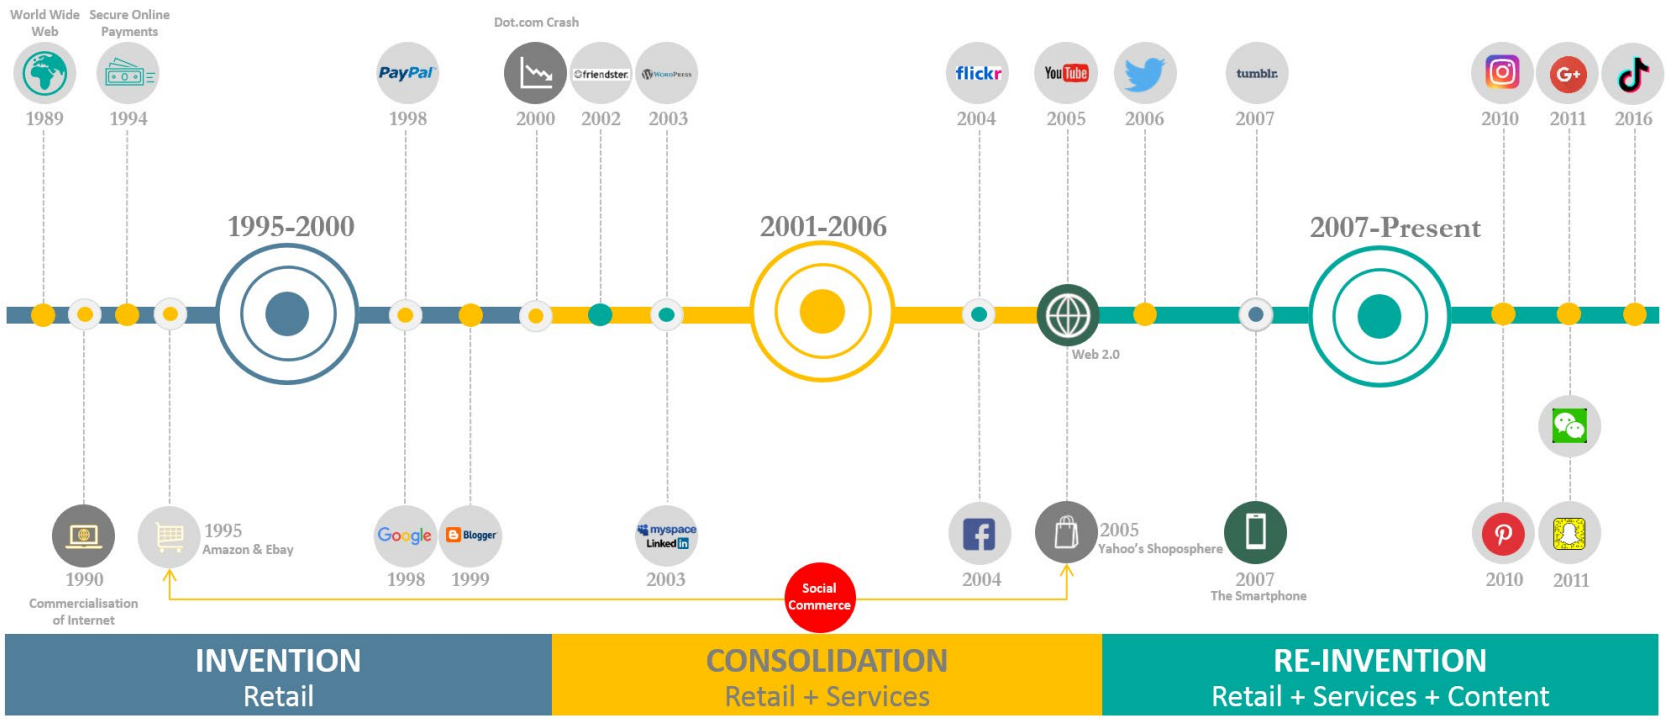 World Wide
Web
Secure Online
Payments
Dot.com Crash
PayPal
friendster.
WORDPRESS
flickr
YouTube
tumblr.
G+
1989
1994
1998
2000
2002
2003
2004
2005
2006
2007
2010
2011
2016
1995-2000
2001-2006
2007-Present
Web 2.0
1995
Amazon & Ebay
Google
Blogger
myspace
Linked in
f
2005
Yahoo's Shoposphere
1990
1998
1999
2003
2004
2007
2010
2011
Commercialisation
of Internet
The Smartphone
Social
Commerce
INVENTION
Retail
CONSOLIDATION
Retail + Services
RE-INVENTION
Retail + Services + Content